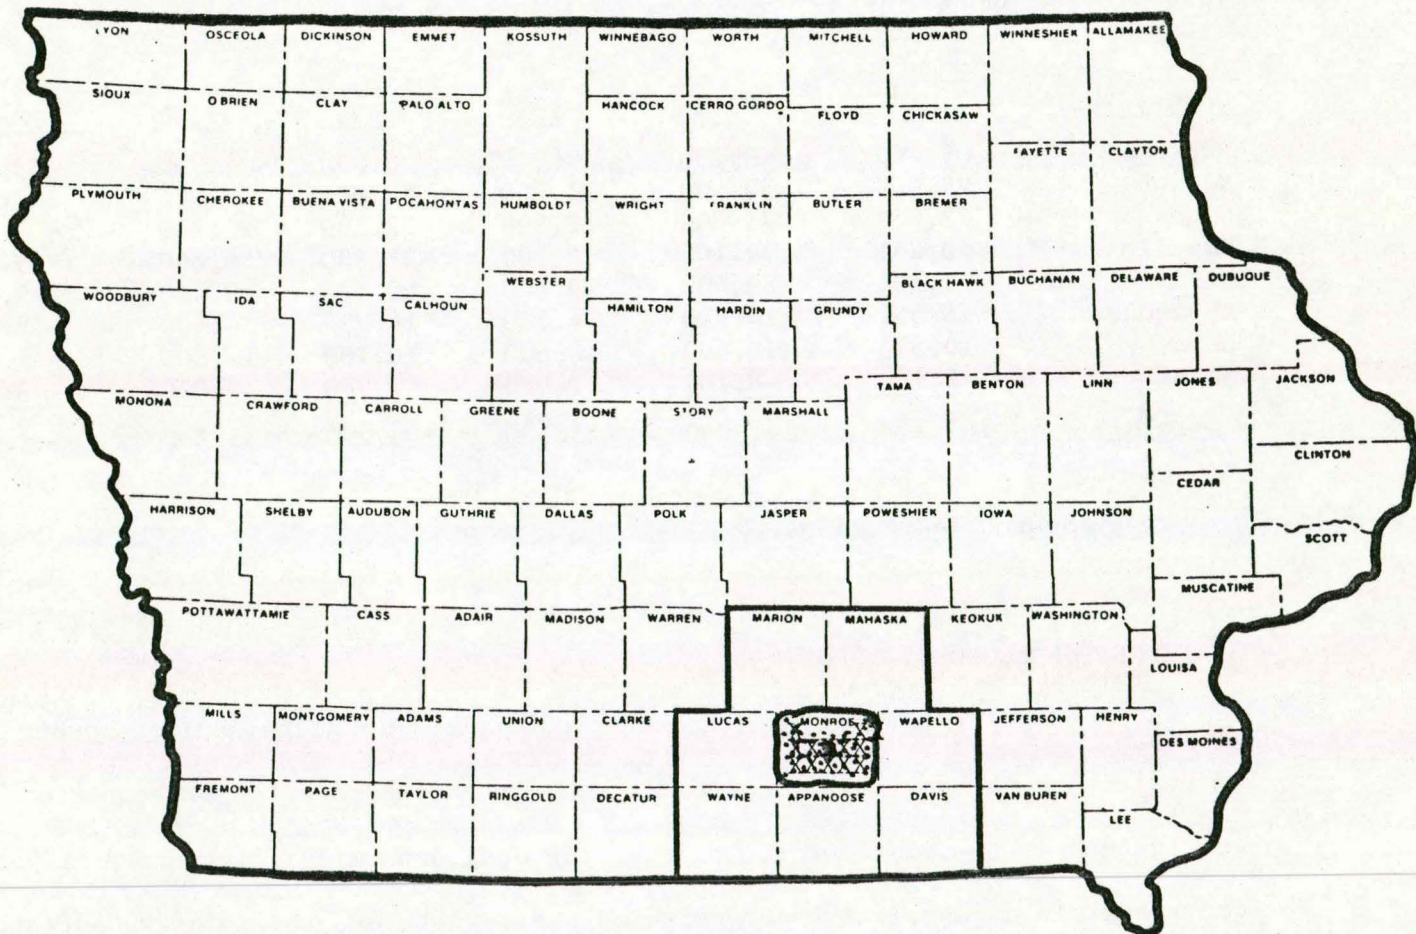 LYON OSCEOLA DICKINSON EMMET KOSSUTH WINNEBAGO WORTH MITCHELL HOWARD WINNESHIEK ALLAMAKEE
SIOUX O BRIEN CLAY PALO ALTO HANCOCK CERRO GORDO FLOYD CHICKASAW
FAYETTE CLAYTON
PLYMOUTH CHEROKEE BUENA VISTA POCAHONTAS HUMBOLDT WRIGHT FRANKLIN BUTLER BREMER
WEBSTER BLACK HAWK BUCHANAN DELAWARE DUBUQUE
WOODBURY IDA SAC CALHOUN HAMILTON HARDIN GRUNDY
TAMA BENTON LINN JONES JACKSON
MONONA CRAWFORD CARROLL GREENE BOONE STORY MARSHALL
CLINTON
CEDAR
HARRISON SHELBY AUDUBON GUTHRIE DALLAS POLK JASPER POWESHIEK IOWA JOHNSON
SCOTT
MUSCATINE
POTTAWATTAMIE CASS ADAIR MADISON WARREN MARION MAHASKA KEOKUK WASHINGTON
LOUISA
MILLS MONTGOMERY ADAMS UNION CLARKE LUCAS MONROE WAPELLO JEFFERSON HENRY
DES MOINES
FREMONT PAGE TAYLOR RINGGOLD DECATUR WAYNE APPANOOSE DAVIS VAN BUREN
LEE